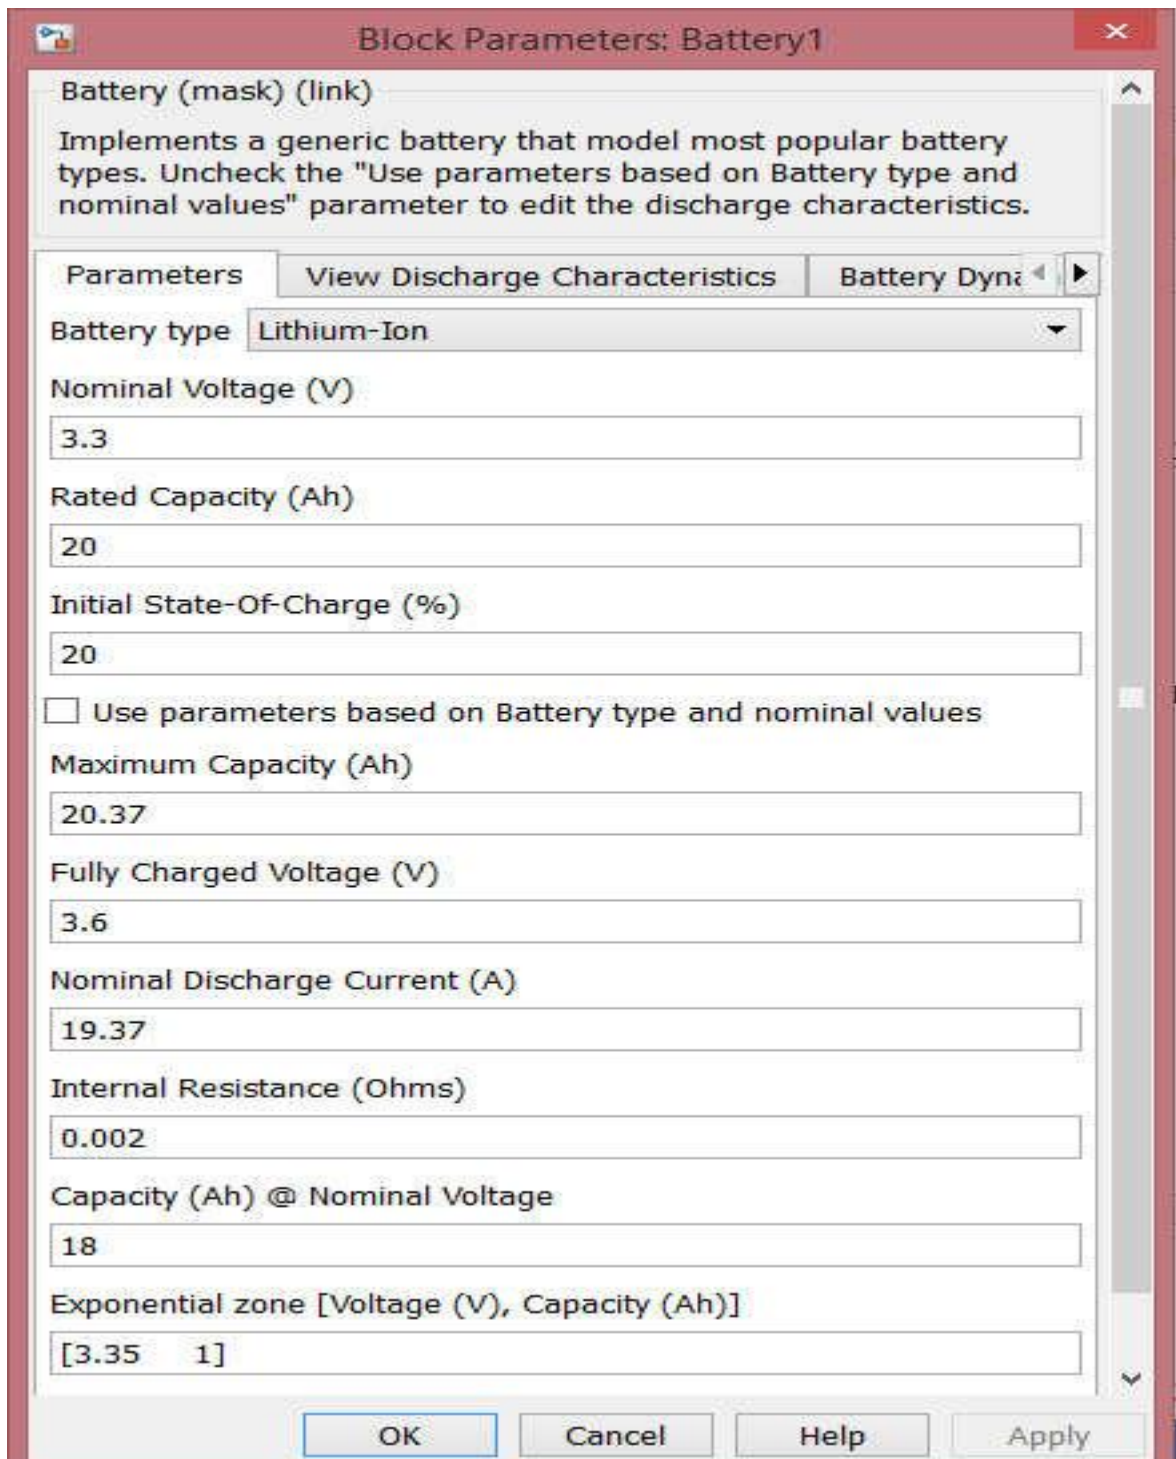 Block Parameters: Battery1
Battery (mask) (link)
Implements a generic battery that model most popular battery
types. Uncheck the "Use parameters based on Battery type and
nominal values" parameter to edit the discharge characteristics.
Parameters View Discharge Characteristics Battery Dyna
Battery type Lithium-Ion
Nominal Voltage (V)
3.3
Rated Capacity (Ah)
20
Initial State-Of-Charge (%)
20
Use parameters based on Battery type and nominal values
Maximum Capacity (Ah)
20.37
Fully Charged Voltage (V)
3.6
Nominal Discharge Current (A)
19.37
Internal Resistance (Ohms)
0.002
Capacity (Ah) @ Nominal Voltage
18
Exponential zone [Voltage (V), Capacity (Ah)]
[3.35 1]
OK Cancel Help Apply